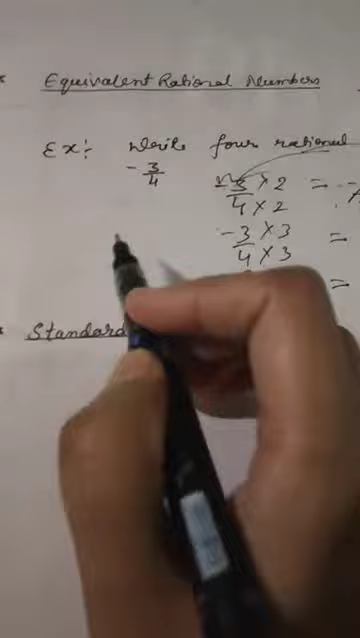 Equivalent Rational Numbers
Ex:- Write four rational
-3/4
-3/4 × 2/2 =
-3/4 × 3/3 =
=
Standard